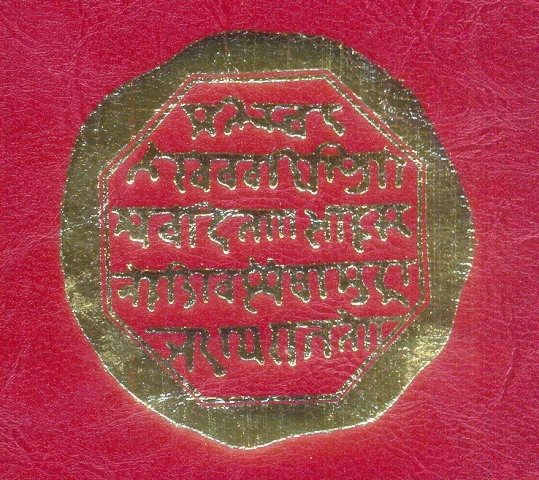 प्रतिपच्चंद्र
लेखेव वर्धिष्णुर्वि
श्ववंदिता ॥ शाहसू
नोः शिवस्यैषा मुद्रा
भद्राय राजते ॥